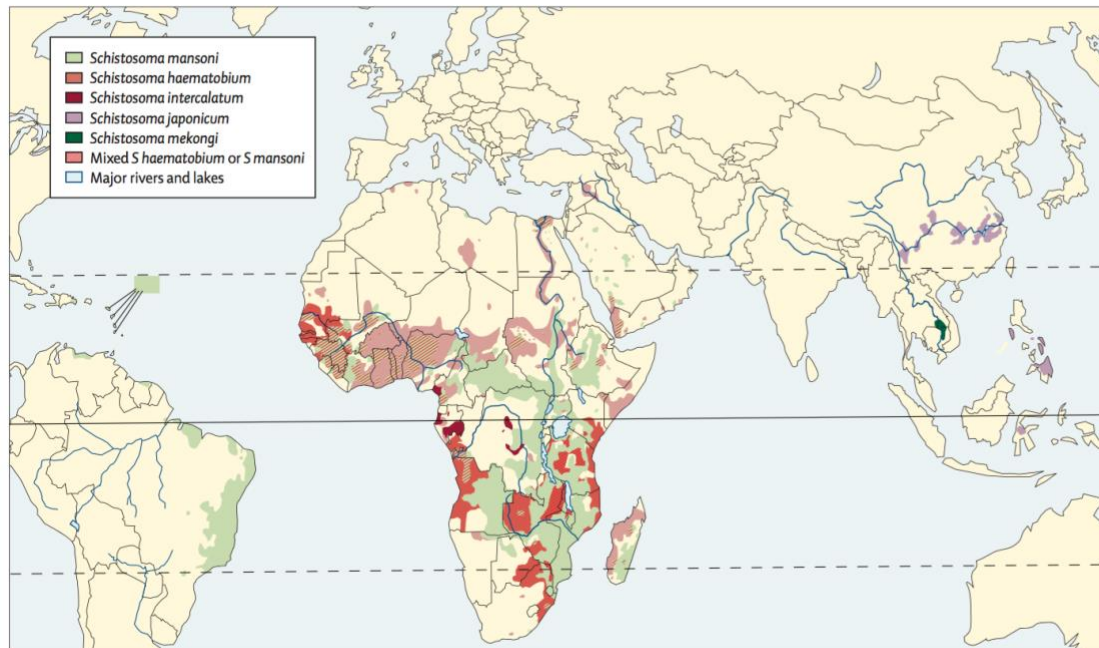 Schistosoma mansoni
Schistosoma haematobium
Schistosoma intercalatum
Schistosoma japonicum
Schistosoma mekongi
Mixed S haematobium or S mansoni
Major rivers and lakes